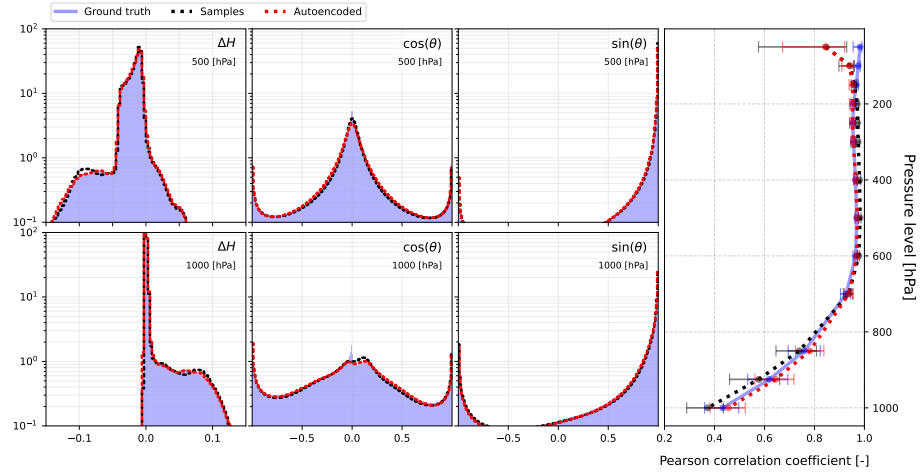 Ground truth
Samples
Autoencoded
10²
10¹
10⁰
10⁻¹
ΔH
500 [hPa]
cos(θ)
500 [hPa]
sin(θ)
500 [hPa]
10²
10¹
10⁰
10⁻¹
ΔH
1000 [hPa]
cos(θ)
1000 [hPa]
sin(θ)
1000 [hPa]
−0.1
0.0
0.1
−0.5
0.0
0.5
−0.5
0.0
0.5
0.2
0.4
0.6
0.8
1.0
200
400
600
800
1000
Pressure level [hPa]
Pearson correlation coefficient [-]